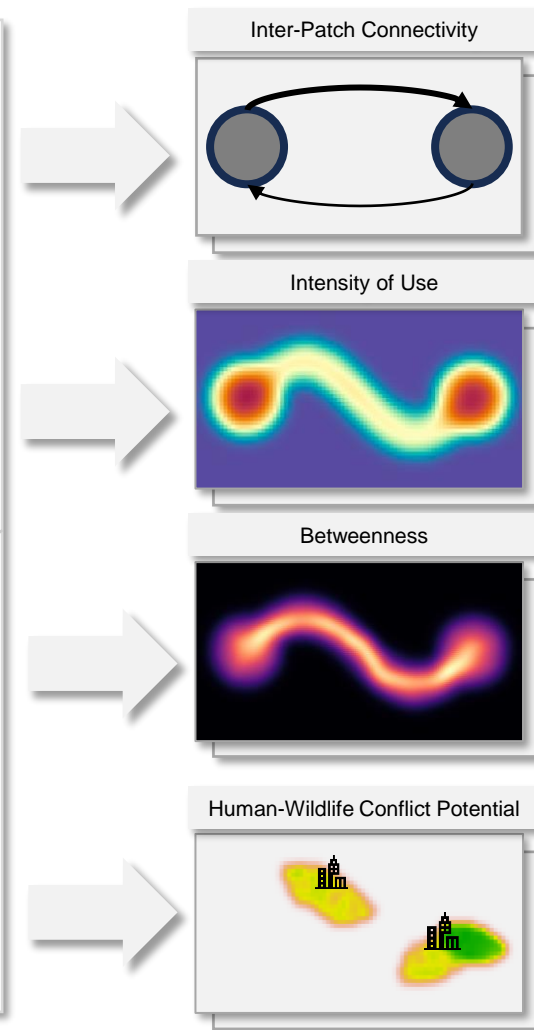 Inter-Patch Connectivity
Intensity of Use
Betweenness
Human-Wildlife Conflict Potential